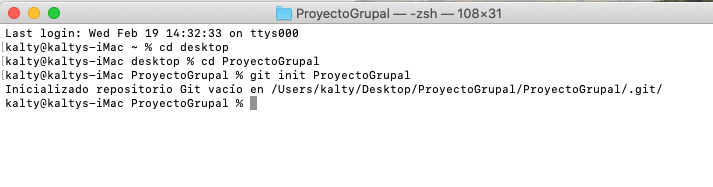 ProyectoGrupal — -zsh — 108×31
Last login: Wed Feb 19 14:32:33 on ttys000
[kalty@kaltys-iMac ~ % cd desktop
[kalty@kaltys-iMac desktop % cd ProyectoGrupal
[kalty@kaltys-iMac ProyectoGrupal % git init ProyectoGrupal
Inicializado repositorio Git vacío en /Users/kalty/Desktop/ProyectoGrupal/ProyectoGrupal/.git/
kalty@kaltys-iMac ProyectoGrupal %